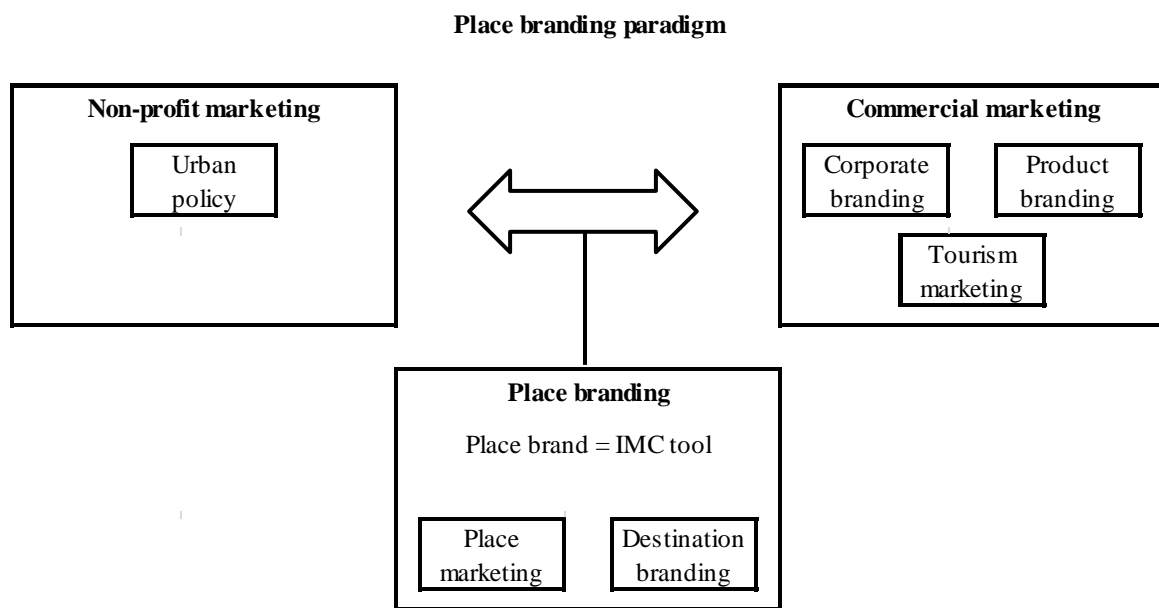 Place branding paradigm
Non-profit marketing
Urban
policy
Commercial marketing
Corporate
branding
Product
branding
Tourism
marketing
Place branding
Place brand = IMC tool
Place
marketing
Destination
branding